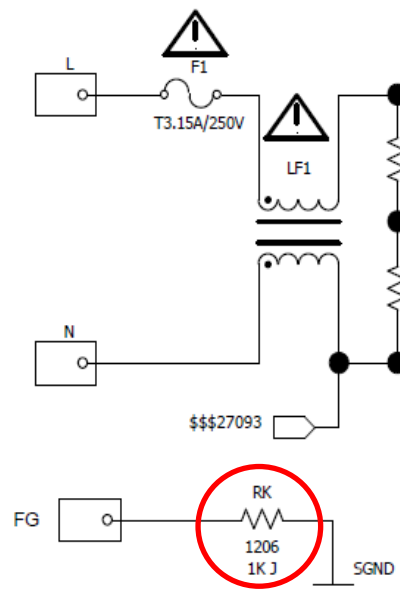 L
F1
T3.15A/250V
LF1
N
$$$27093
RK
FG
1206
1K J
SGND